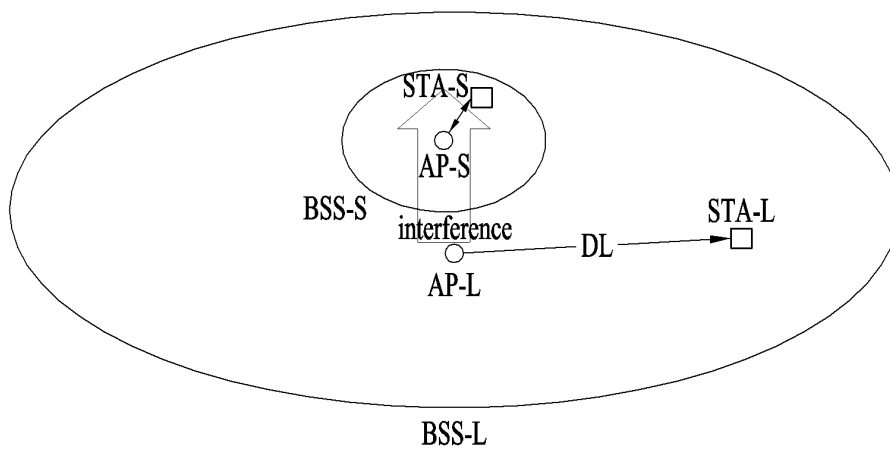 STA-S
AP-S
BSS-S
STA-L
interference
DL
AP-L
BSS-L